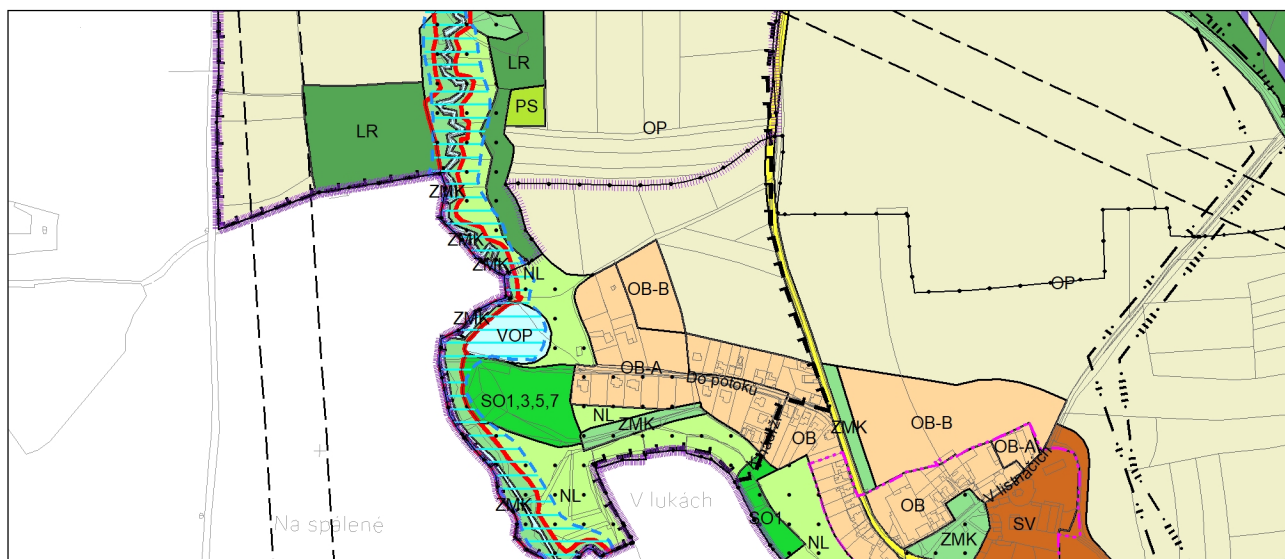 LR
PS
OP
LR
ZMK
ZMK
ZMK
NL
OP
OB-B
ZMK
VOP
OB-A
Do potoků
SO1,3,5,7
NL
ZMK
ZMK
OB-B
OB
OB-A
V listnáčích
NL
V lukách
SO1
OB
SV
ZMK
Na spálené
ZMK
NL